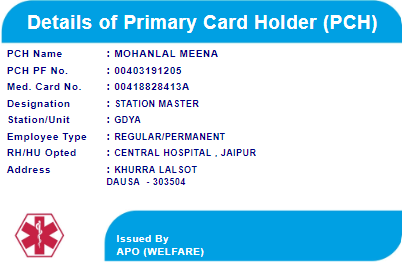 Details of Primary Card Holder (PCH)
PCH Name : MOHANLAL MEENA
PCH PF No. : 00403191205
Med. Card No. : 00418828413A
Designation : STATION MASTER
Station/Unit : GDYA
Employee Type : REGULAR/PERMANENT
RH/HU Opted : CENTRAL HOSPITAL , JAIPUR
Address : KHURRA LALSOT
DAUSA - 303504
Issued By
APO (WELFARE)